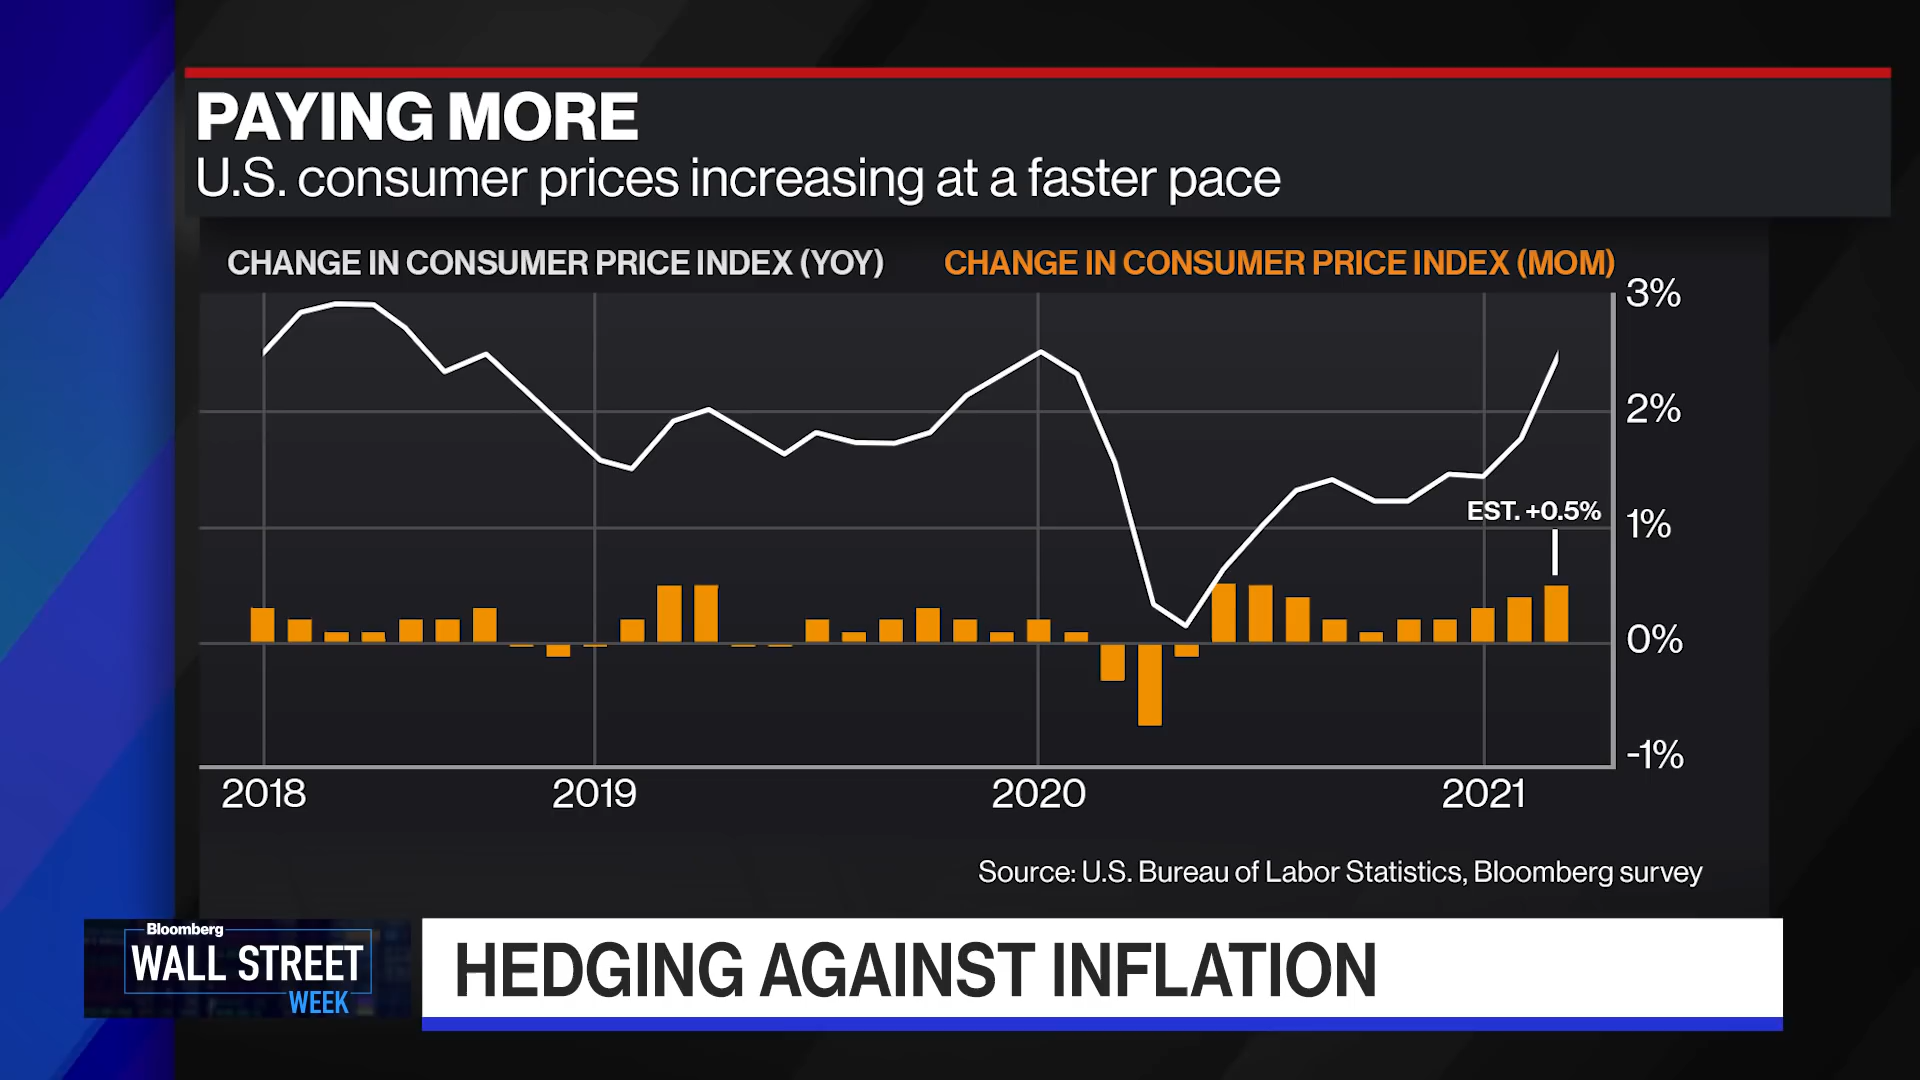 PAYING MORE
U.S. consumer prices increasing at a faster pace
CHANGE IN CONSUMER PRICE INDEX (YOY)
CHANGE IN CONSUMER PRICE INDEX (MOM)
3%
2%
EST. +0.5%
1%
0%
-1%
2018
2019
2020
2021
Source: U.S. Bureau of Labor Statistics, Bloomberg survey
Bloomberg
WALL STREET
WEEK
HEDGING AGAINST INFLATION